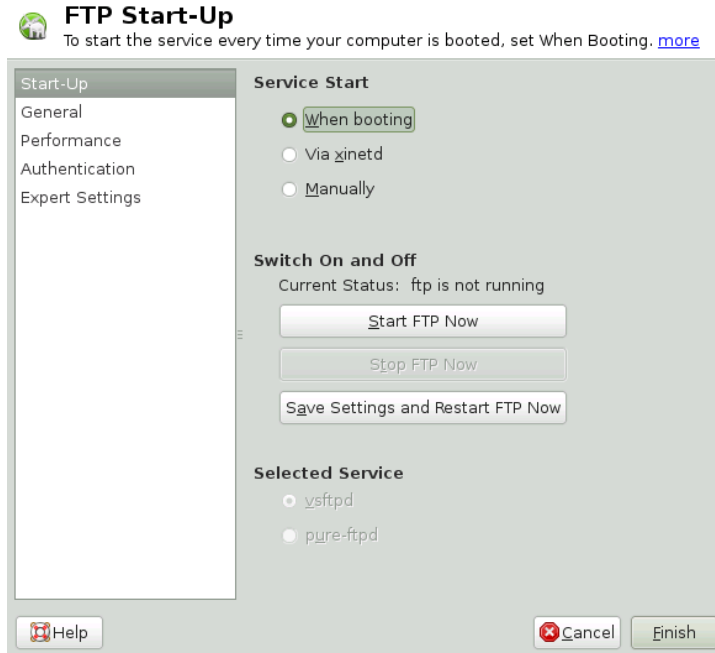 FTP Start-Up
To start the service every time your computer is booted, set When Booting. more
Start-Up
General
Performance
Authentication
Expert Settings
Service Start
When booting
Via xinetd
Manually
Switch On and Off
Current Status: ftp is not running
Start FTP Now
Stop FTP Now
Save Settings and Restart FTP Now
Selected Service
vsftpd
pure-ftpd
Help
Cancel
Finish